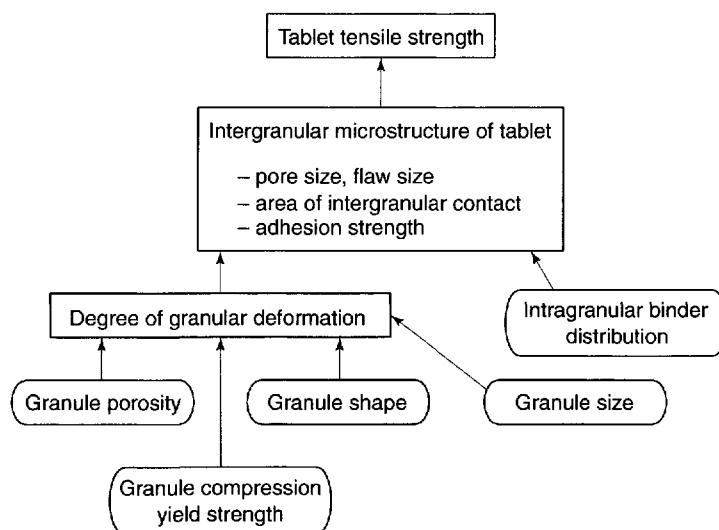 Tablet tensile strength
Intergranular microstructure of tablet
– pore size, flaw size
– area of intergranular contact
– adhesion strength
Degree of granular deformation
Intragranular binder
distribution
Granule porosity
Granule shape
Granule size
Granule compression
yield strength